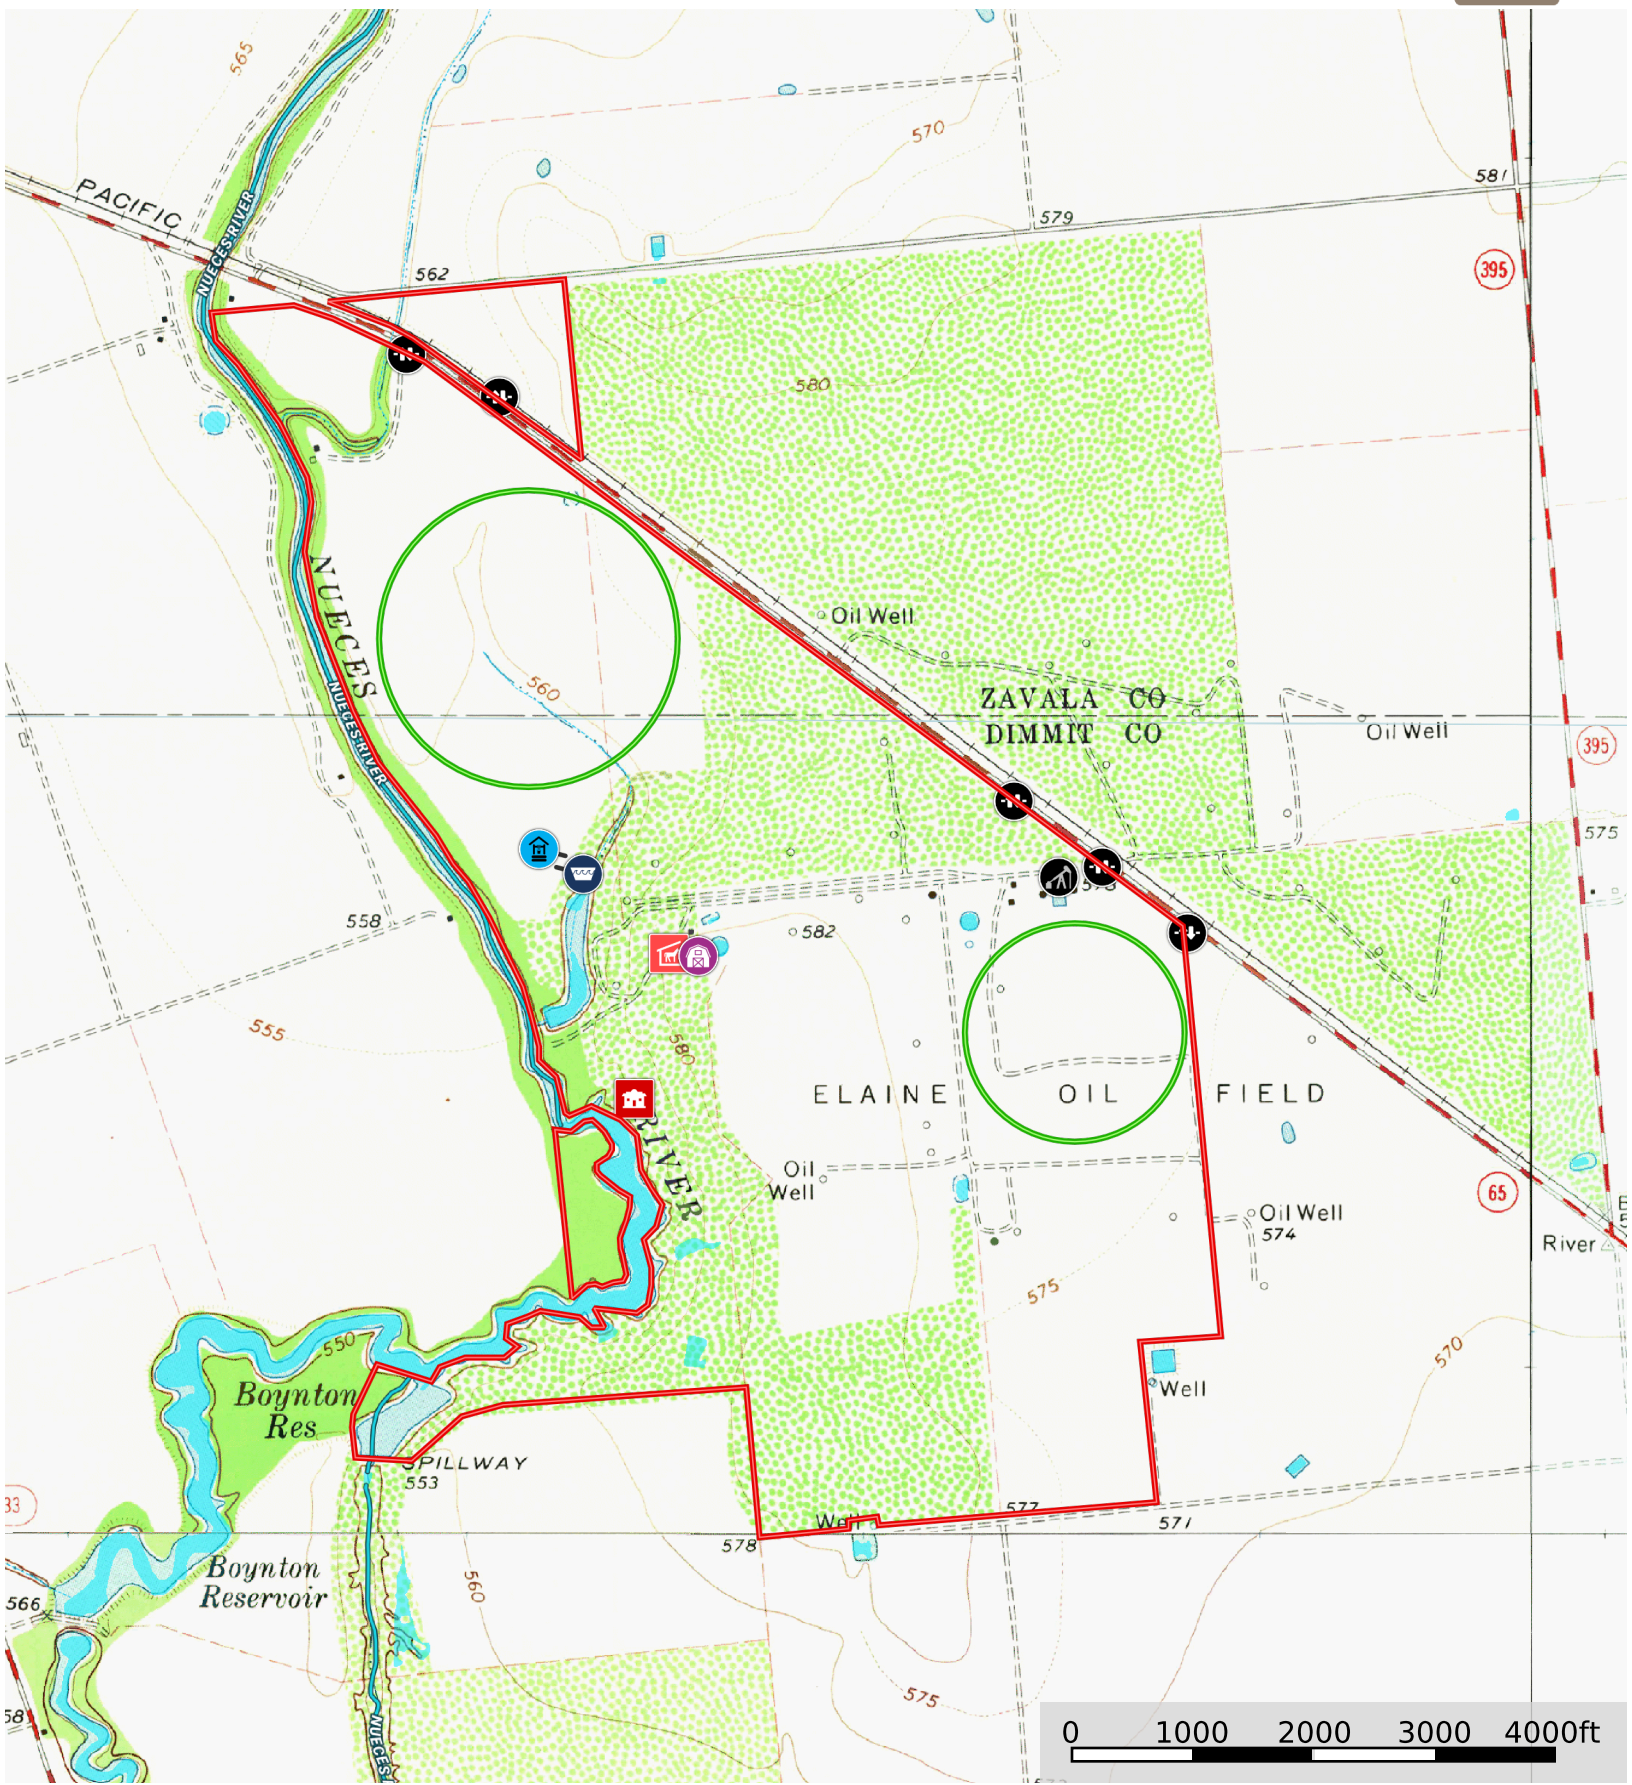 565
570
PACIFIC
581
579
NUECES RIVER
562
395
580
NUECES
Oil Well
560
ZAVALA CO
DIMMIT CO
NUECES RIVER
Oil Well
395
575
558
582
555
580
ELAINE OIL FIELD
RIVER
Oil
Well
65
Oil Well
574
River
575
550
570
Boynton
Res
Well
SPILLWAY
553
577
Well
571
578
Boynton
Reservoir
560
566
575
NUECES
0 1000 2000 3000 4000ft